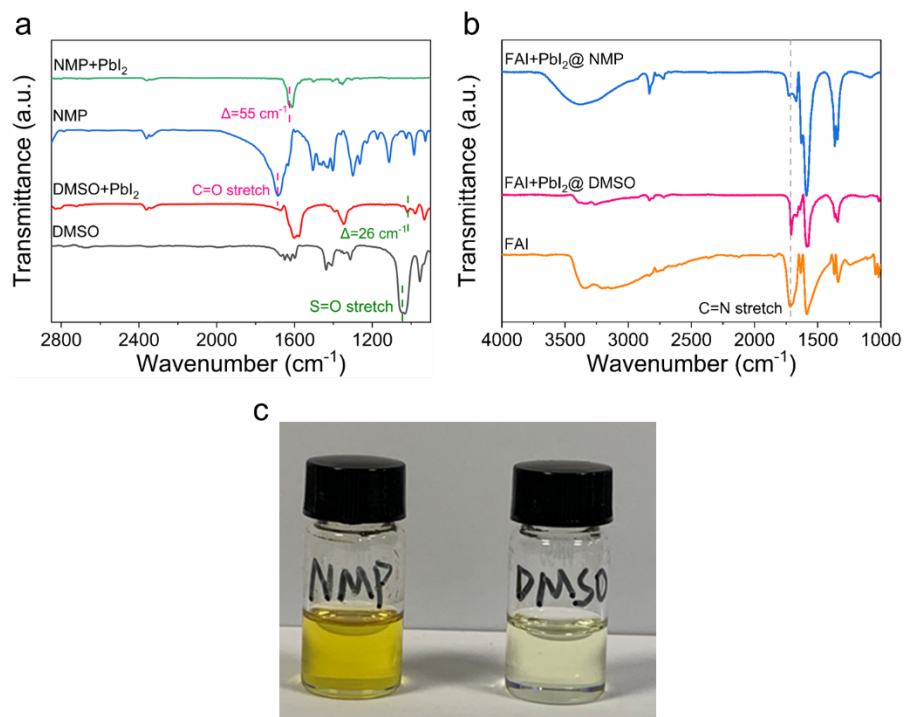 a
NMP+PbI₂
Δ=55 cm⁻¹
NMP
C=O stretch
DMSO+PbI₂
Δ=26 cm⁻¹
DMSO
S=O stretch
2800 2400 2000 1600 1200
Wavenumber (cm⁻¹)
Transmittance (a.u.)
b
FAI+PbI₂@ NMP
FAI+PbI₂@ DMSO
FAI
C=N stretch
4000 3500 3000 2500 2000 1500 1000
Wavenumber (cm⁻¹)
Transmittance (a.u.)
c
NMP
DMSO